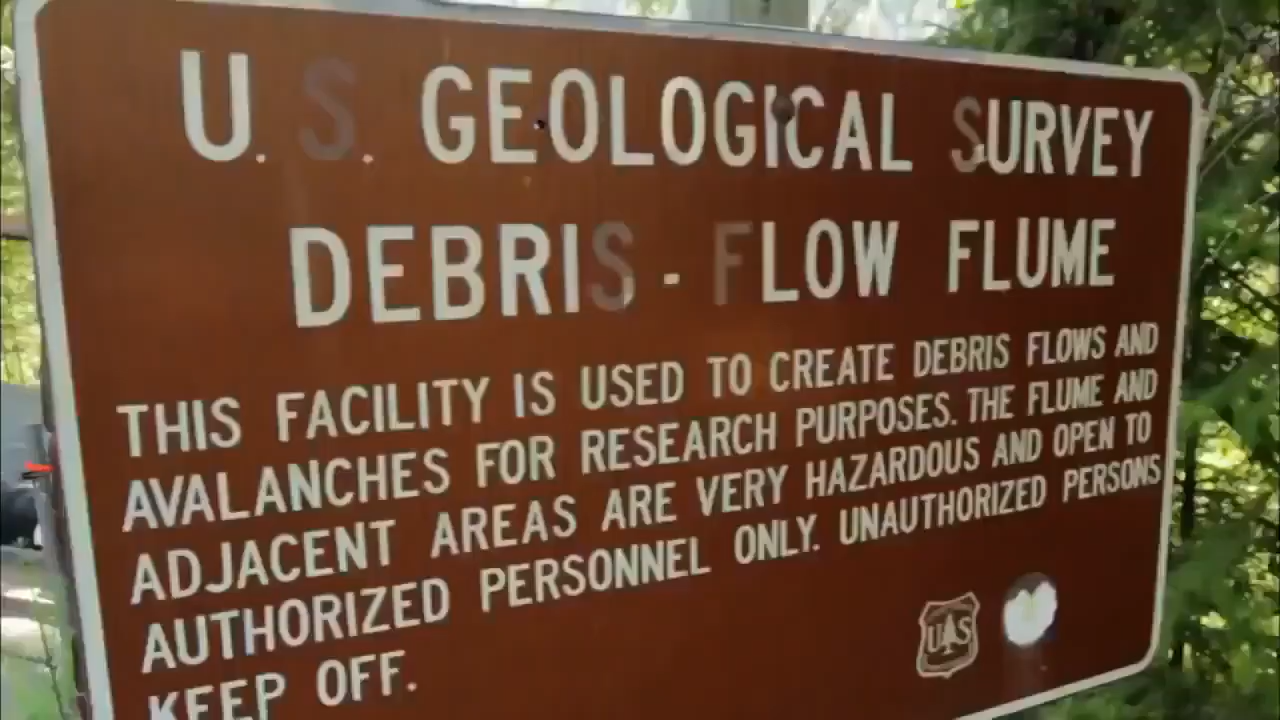 U.S. GEOLOGICAL SURVEY
DEBRIS - FLOW FLUME
THIS FACILITY IS USED TO CREATE DEBRIS FLOWS AND
AVALANCHES FOR RESEARCH PURPOSES. THE FLUME AND
ADJACENT AREAS ARE VERY HAZARDOUS AND OPEN TO
AUTHORIZED PERSONNEL ONLY. UNAUTHORIZED PERSONS
KEEP OFF.
UAS